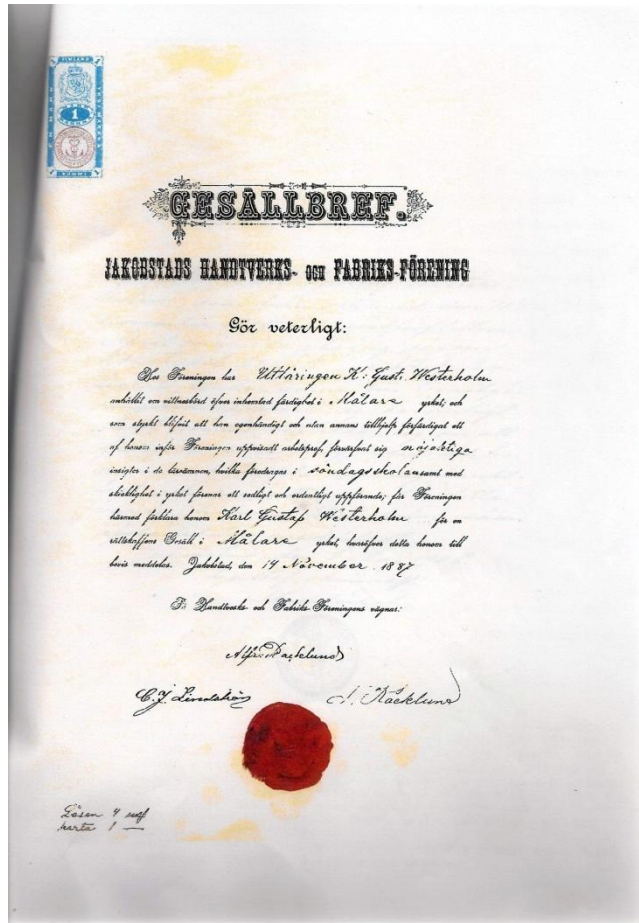 FINLAND
1
GESÄLLBREF.
JAKOBSTADS HANDTVERKS- OCH FABRIKS-FÖRENING
Gör veterligt:
Hos Föreningen har K: Gust. Westerholm
anhållit om vittnesbörd öfver inhemtad färdighet i Målare yrket; och
som styrkt blifvit att han egenhändigt och utan annans tillhjelp förfärdigat ett
af honom inför Föreningen uppvisadt arbetsprof, förvärfvat sig nöjaktiga
insigter i de läroämnen, hvilka föredragas i söndagsskolan samt med
skicklighet i yrket förenar ett sedligt och ordentligt uppförande; får Föreningen
härmed förklara honom Karl Gustaf Westerholm för en
rättskaffens Gesäll i Målare yrket, hvaröfver detta honom till
bevis meddelas. Jakobstad, den 14 November 1887
På Handtverks och Fabriks Föreningens vägnar:
C. J. Lindström
Lösen 4
karta 1 —